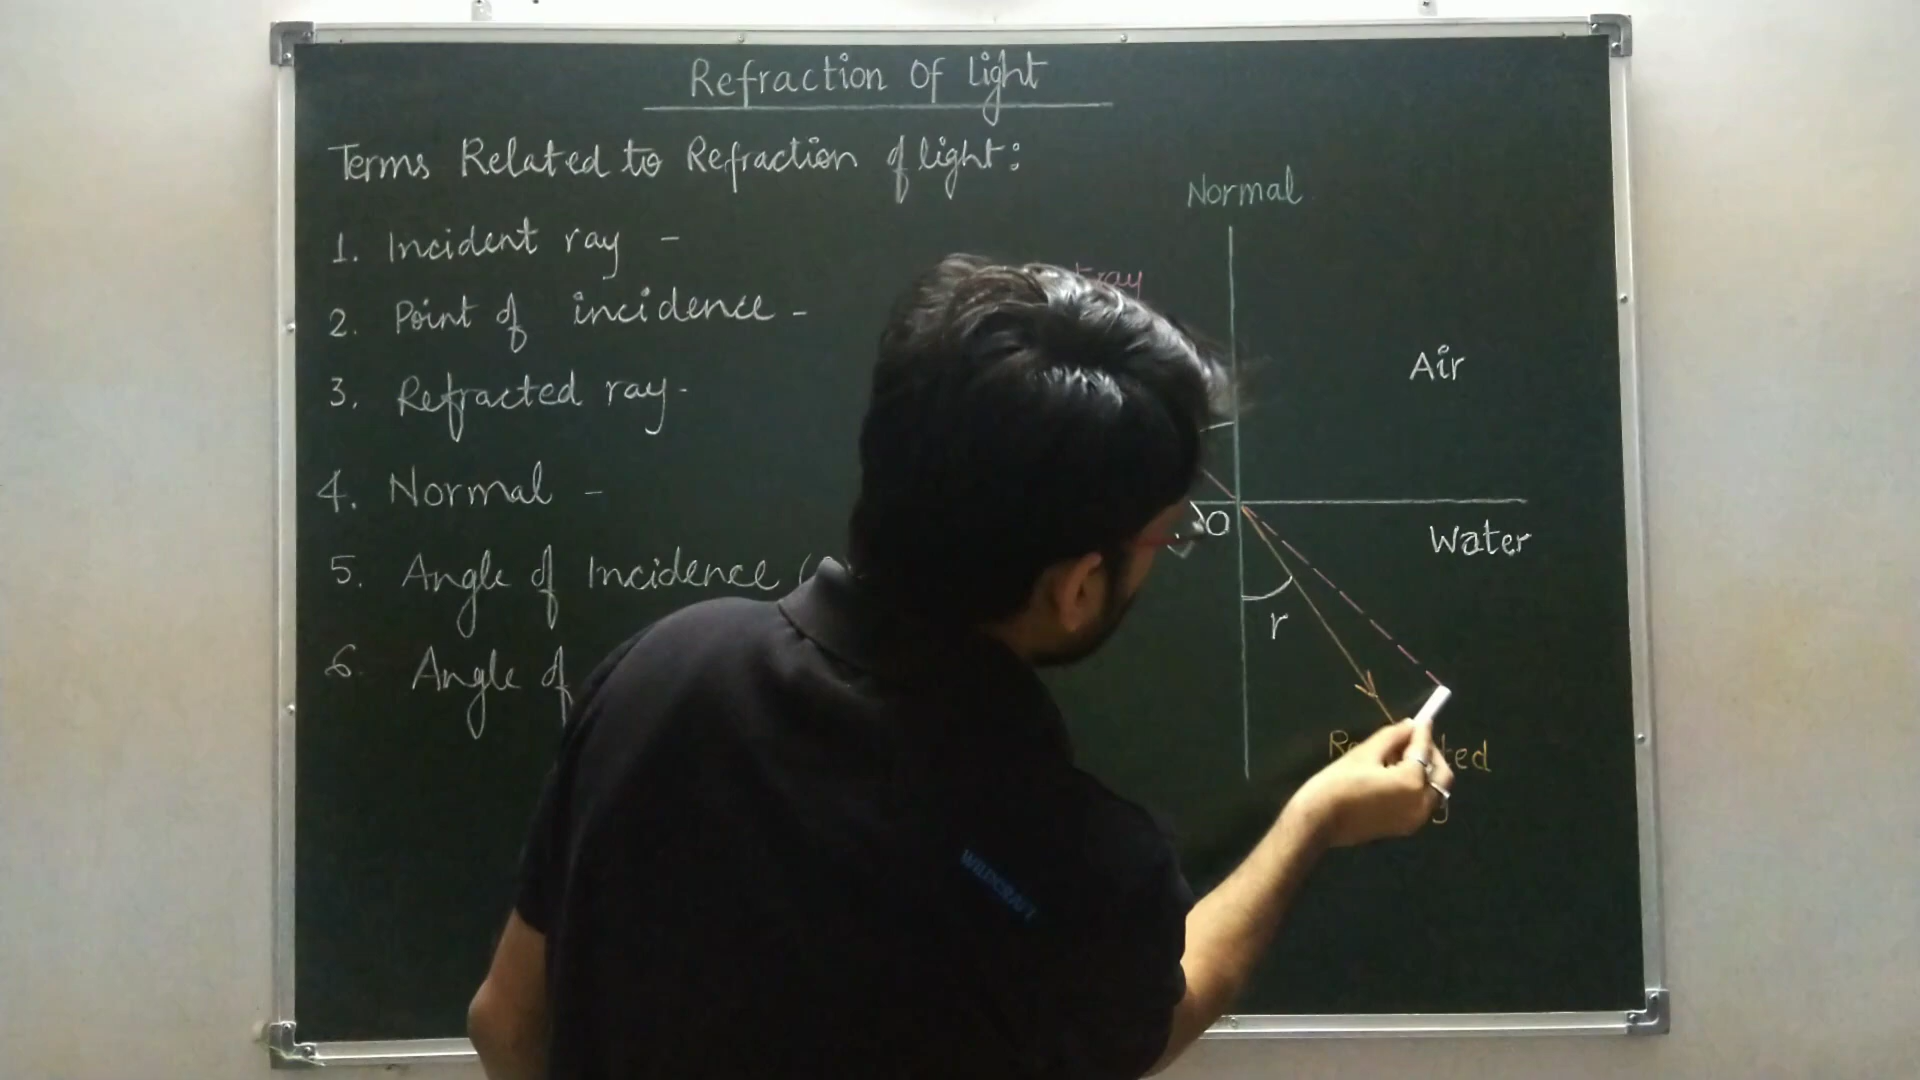 Refraction Of Light
Terms Related to Refraction of light:
1. Incident ray -
2. Point of incidence -
3. Refracted ray -
4. Normal -
5. Angle of Incidence (
6. Angle of
Normal
ray
Air
O
Water
r
WILDCRAFT